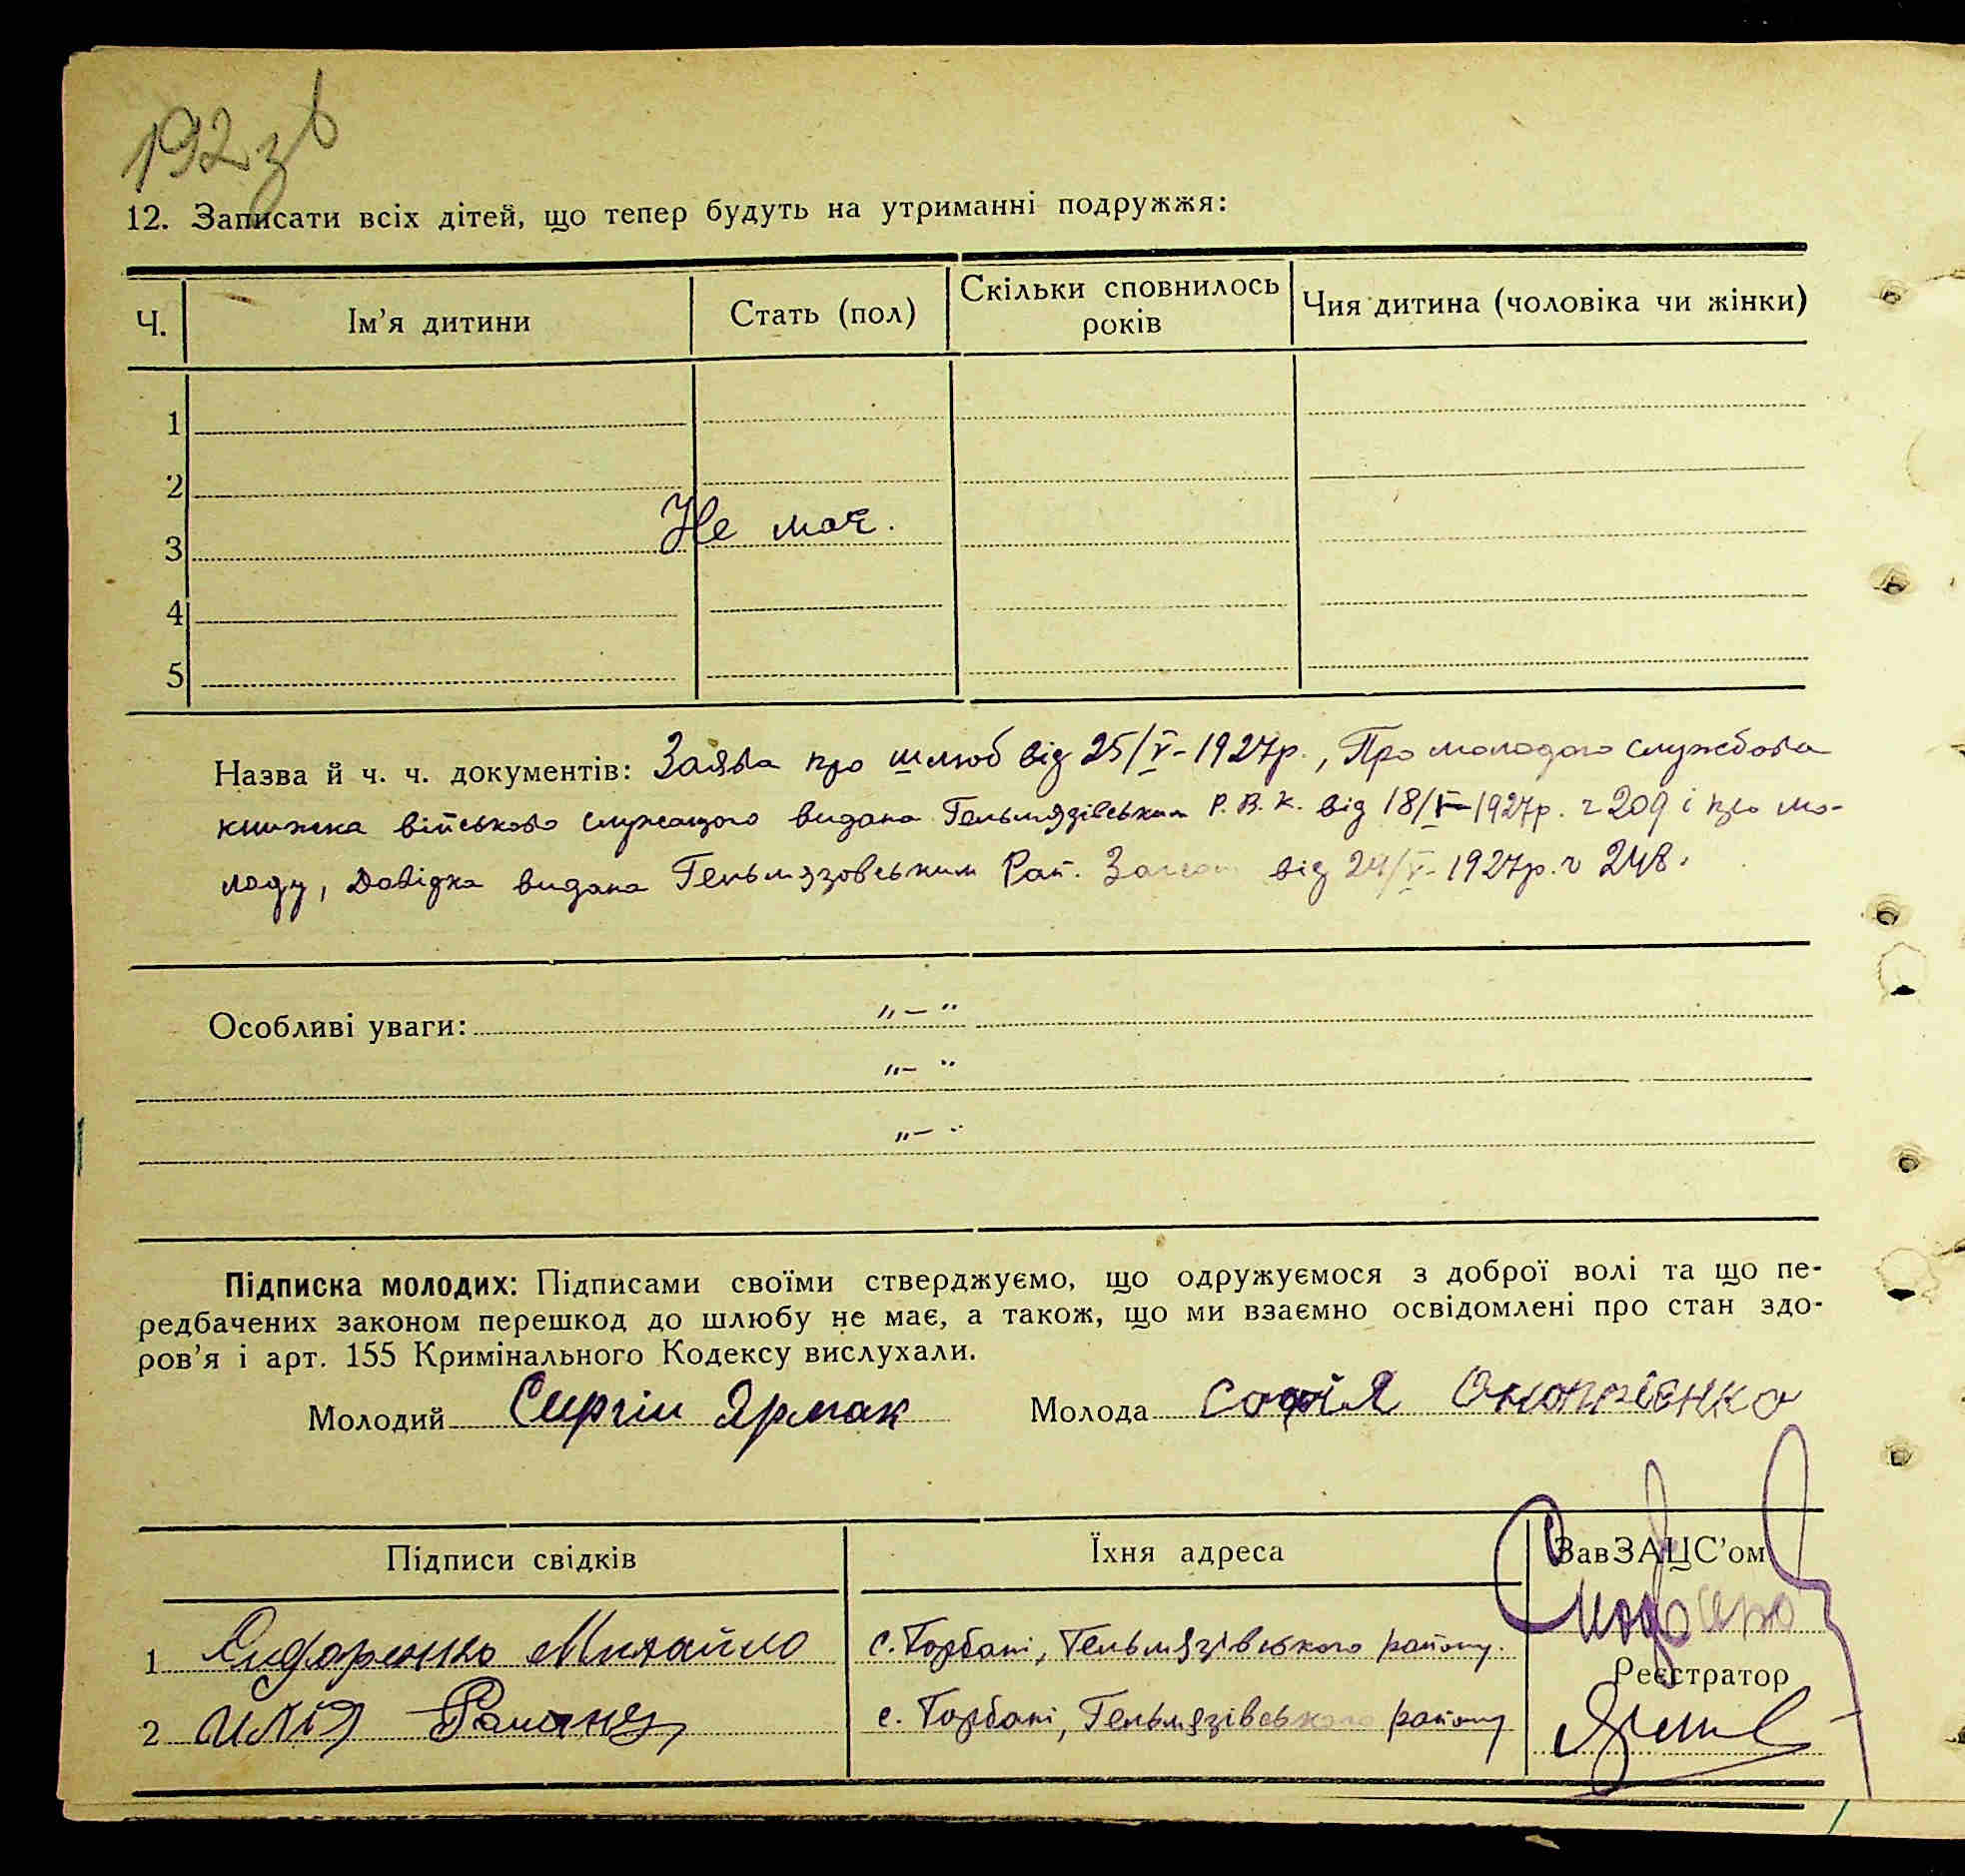 192 зв
12. Записати всіх дітей, що тепер будуть на утриманні подружжя:
Ч. Ім'я дитини Стать (пол) Скільки сповнилось років Чия дитина (чоловіка чи жінки)
1
2
3 Не має.
4
5
Назва й ч. ч. документів: Заява про шлюб від 25/V-1927р., Про молодого службова
книжка військово служащого видана Гельмязівським Р.В.К. від 18/V-1927р. ч 209 і про мо-
лоду, Довідка видана Гельмязовським Рай. від 24/V-1927р. ч 248.
Особливі уваги: „ — “
„ — “
„ — “
Підписка молодих: Підписами своїми стверджуємо, що одружуємося з доброї волі та що пе-
редбачених законом перешкод до шлюбу не має, а також, що ми взаємно освідомлені про стан здо-
ров'я і арт. 155 Кримінального Кодексу вислухали.
Молодий Сиргіи Ярмак Молода Софія Онопрієнко
Підписи свідків Їхня адреса ЗавЗАЦС'ом
1 Сидоренко Михайло с. Горбані, Гельмязівського району.
Реєстратор
2 Илія с. Горбані, Гельмязівського району